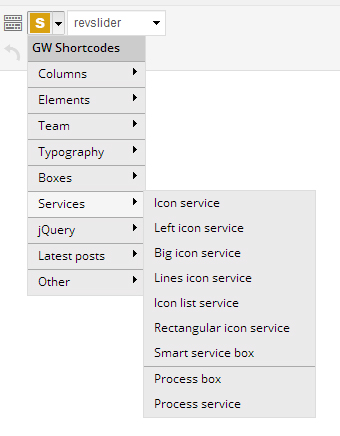 S
revslider
GW Shortcodes
Columns
Elements
Team
Typography
Boxes
Services
jQuery
Latest posts
Other
Icon service
Left icon service
Big icon service
Lines icon service
Icon list service
Rectangular icon service
Smart service box
Process box
Process service